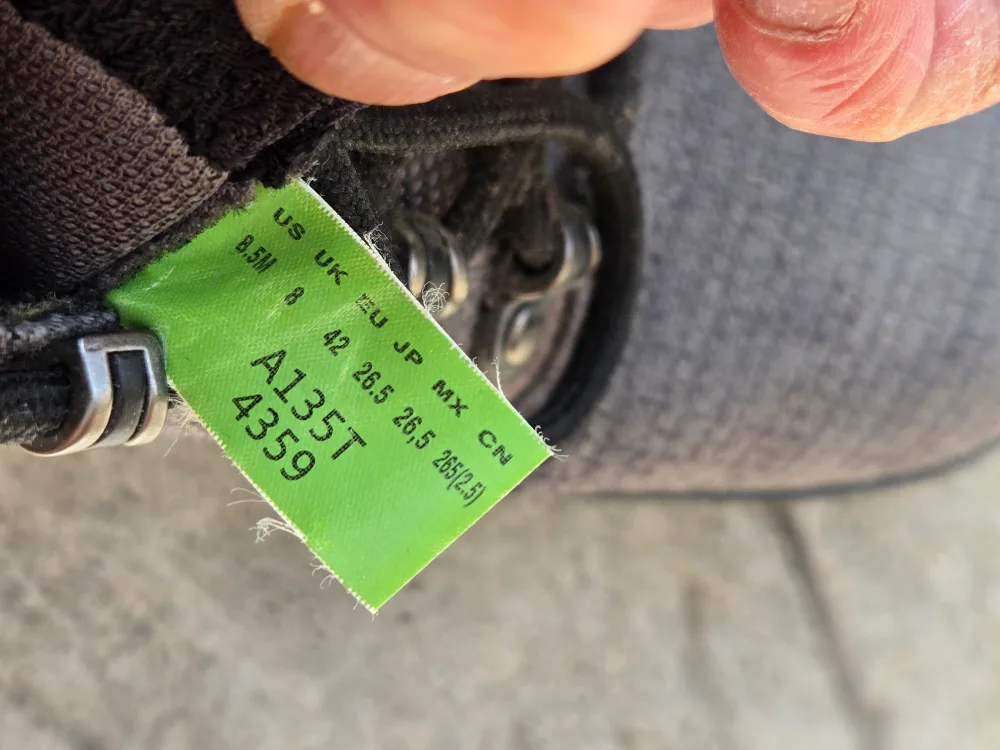 US UK EU JP MX CN
8.5M 8 42 26.5 26,5 265(2.5)
A135T
4359